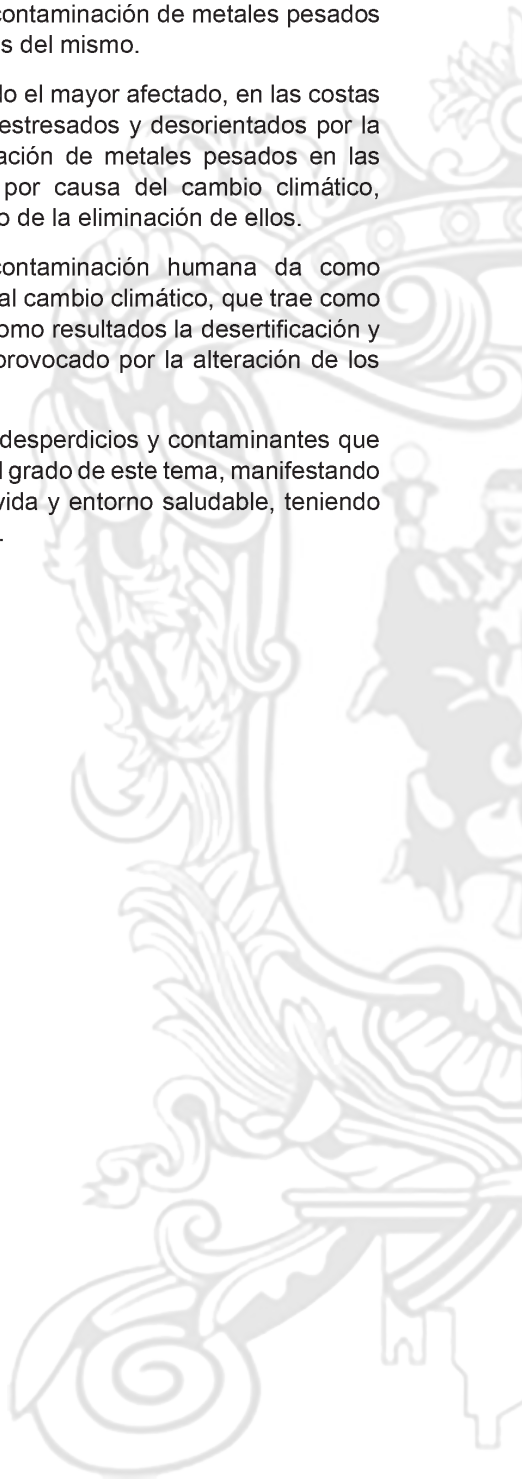 contaminación de metales pesados
s del mismo.
do el mayor afectado, en las costas
estresados y desorientados por la
ación de metales pesados en las
por causa del cambio climático,
o de la eliminación de ellos.
contaminación humana da como
al cambio climático, que trae como
omo resultados la desertificación y
provocado por la alteración de los
desperdicios y contaminantes que
l grado de este tema, manifestando
vida y entorno saludable, teniendo
.